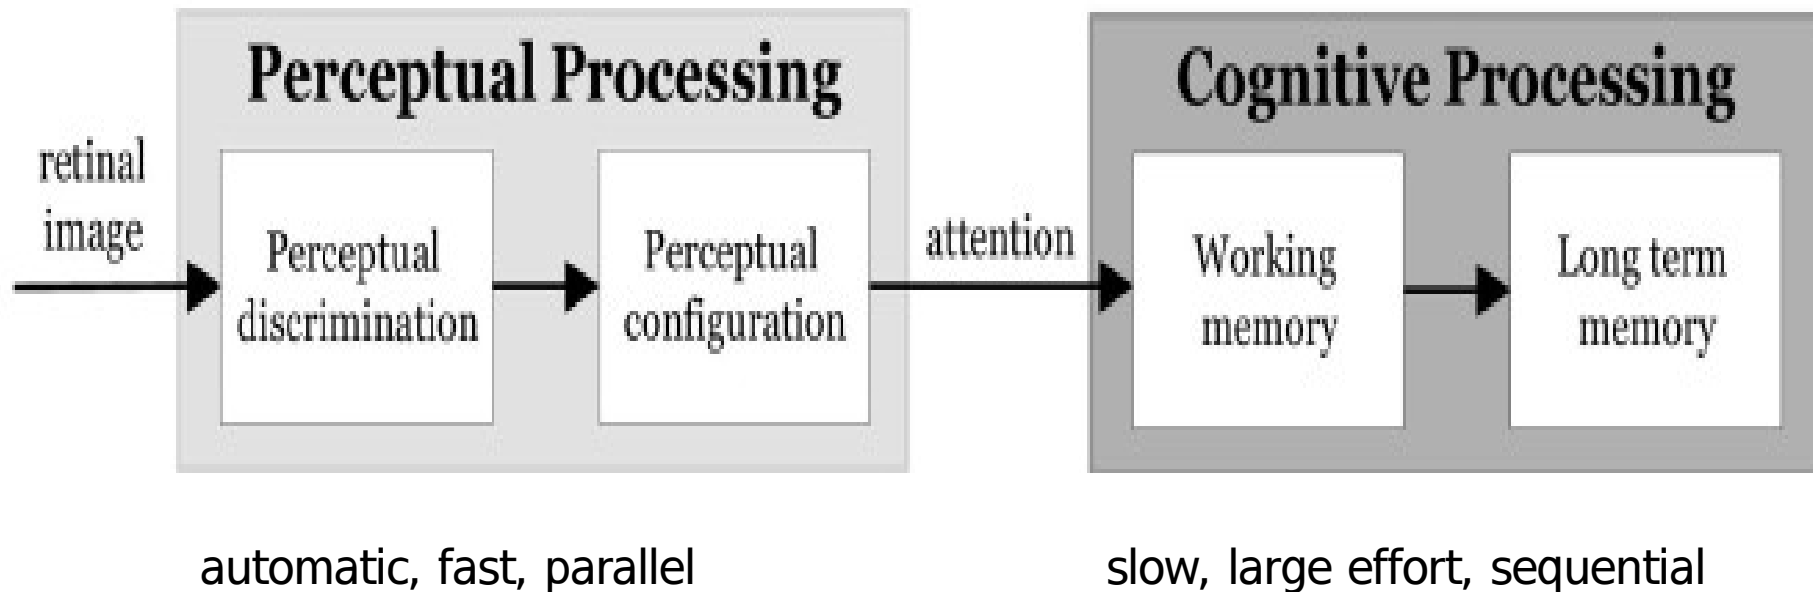 Perceptual Processing
retinal
image
Perceptual
discrimination
Perceptual
configuration
attention
Cognitive Processing
Working
memory
Long term
memory
automatic, fast, parallel
slow, large effort, sequential